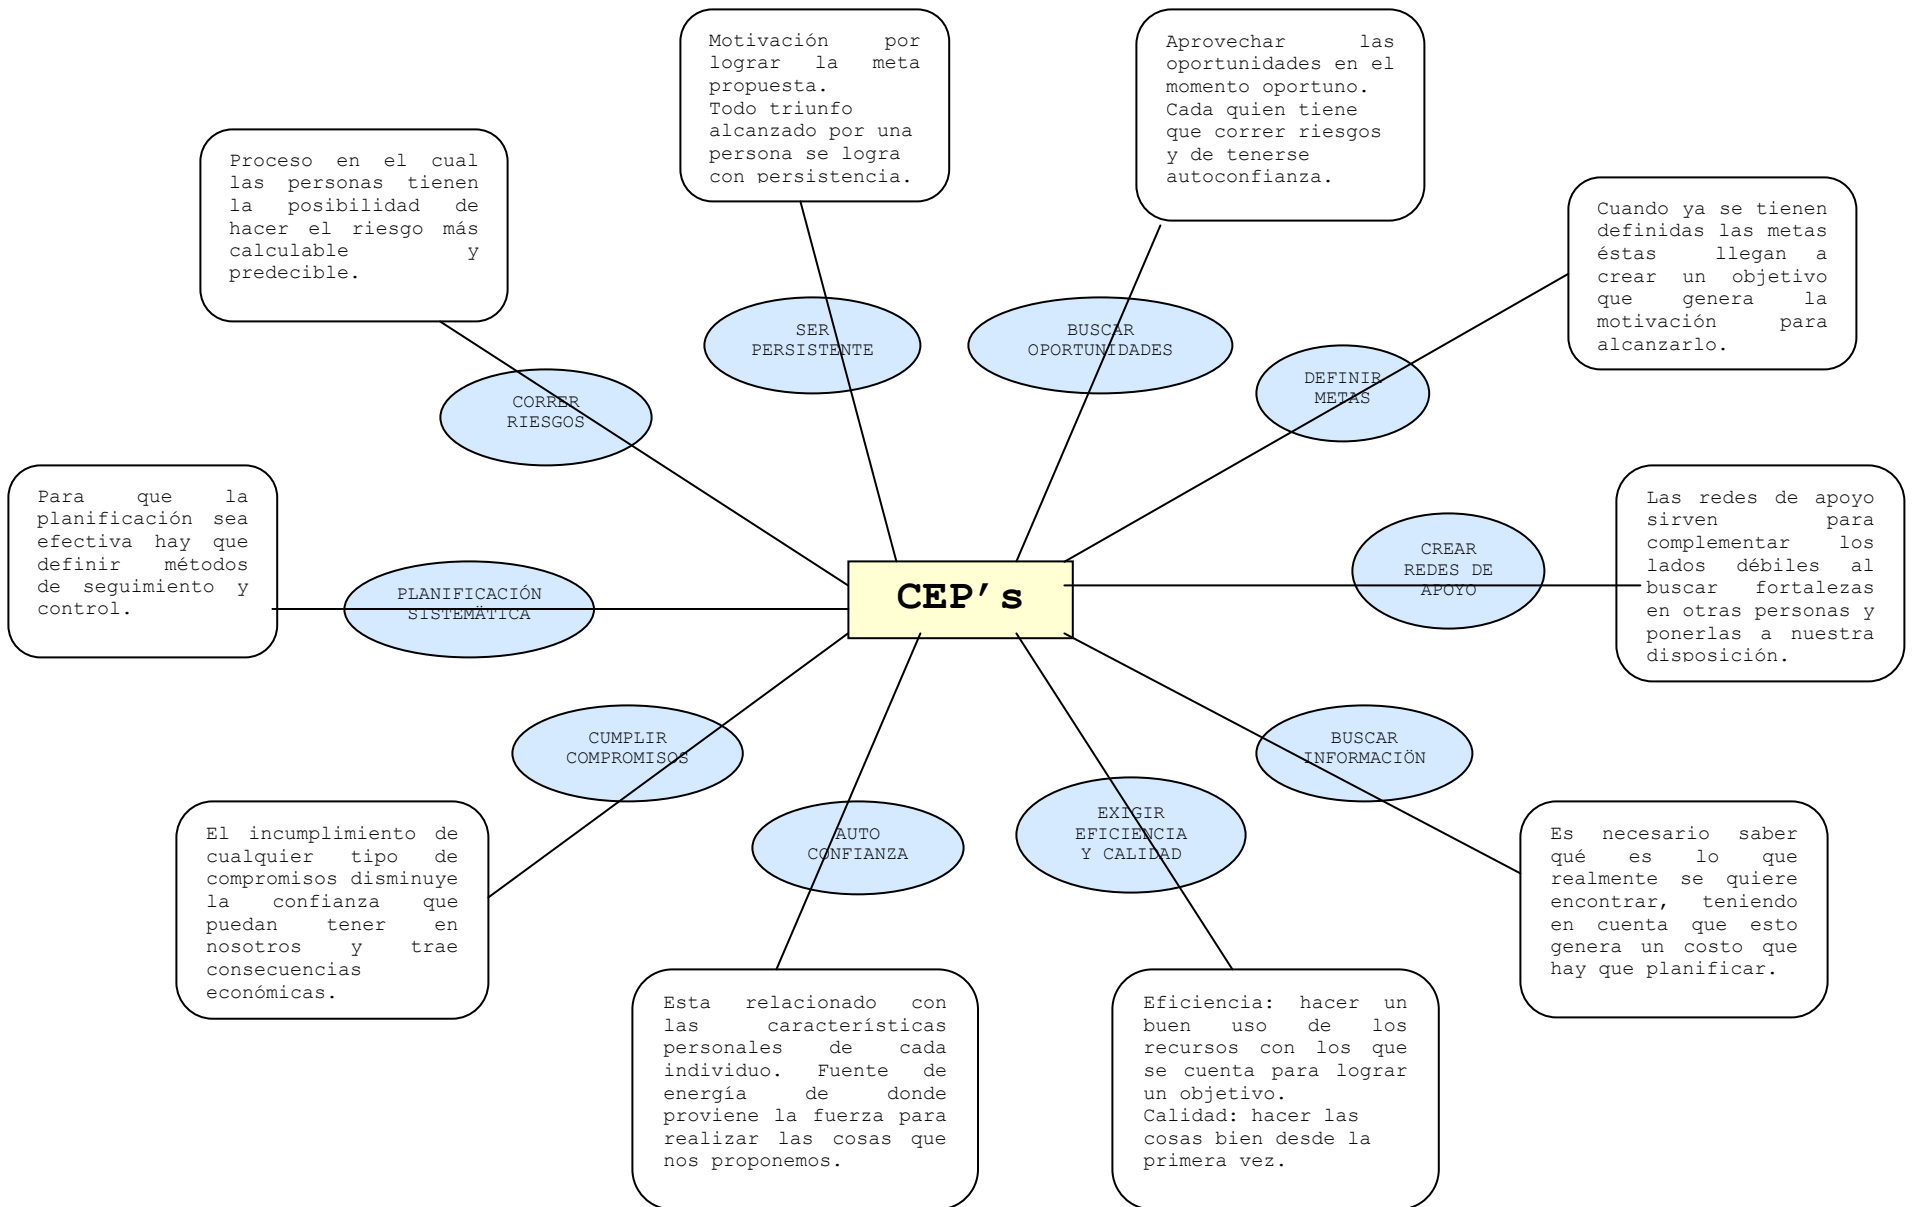 Motivación por
lograr la meta
propuesta.
Todo triunfo
alcanzado por una
persona se logra
con persistencia.
Aprovechar las
oportunidades en el
momento oportuno.
Cada quien tiene
que correr riesgos
y de tenerse
autoconfianza.
Proceso en el cual
las personas tienen
la posibilidad de
hacer el riesgo más
calculable y
predecible.
Cuando ya se tienen
definidas las metas
éstas llegan a
crear un objetivo
que genera la
motivación para
alcanzarlo.
SER
PERSISTENTE
BUSCAR
OPORTUNIDADES
DEFINIR
METAS
CORRER
RIESGOS
Para que la
planificación sea
efectiva hay que
definir métodos
de seguimiento y
control.
PLANIFICACIÓN
SISTEMÄTICA
CEP's
CREAR
REDES DE
APOYO
Las redes de apoyo
sirven para
complementar los
lados débiles al
buscar fortalezas
en otras personas y
ponerlas a nuestra
disposición.
CUMPLIR
COMPROMISOS
AUTO
CONFIANZA
EXIGIR
EFICIENCIA
Y CALIDAD
BUSCAR
INFORMACIÖN
El incumplimiento de
cualquier tipo de
compromisos disminuye
la confianza que
puedan tener en
nosotros y trae
consecuencias
económicas.
Esta relacionado con
las características
personales de cada
individuo. Fuente de
energía de donde
proviene la fuerza para
realizar las cosas que
nos proponemos.
Eficiencia: hacer un
buen uso de los
recursos con los que
se cuenta para lograr
un objetivo.
Calidad: hacer las
cosas bien desde la
primera vez.
Es necesario saber
qué es lo que
realmente se quiere
encontrar, teniendo
en cuenta que esto
genera un costo que
hay que planificar.